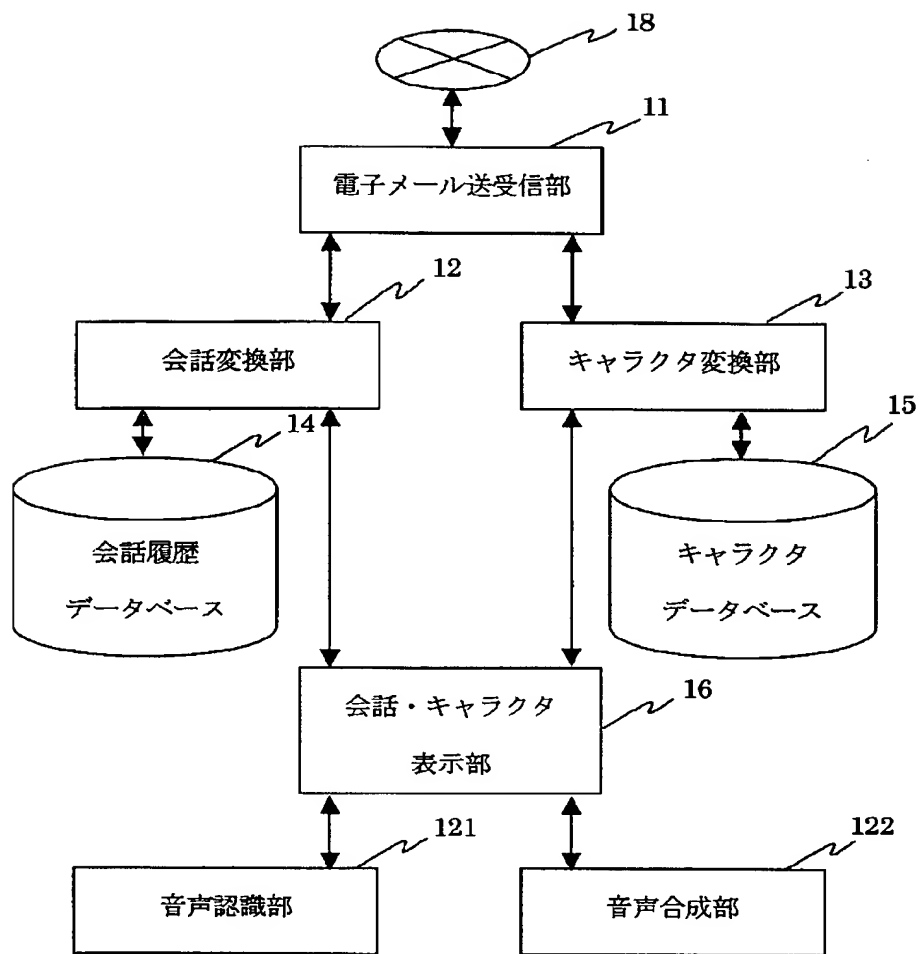 18
11
電子メール送受信部
12
13
会話変換部
キャラクタ変換部
14
15
会話履歴
データベース
キャラクタ
データベース
16
会話・キャラクタ
表示部
121
122
音声認識部
音声合成部